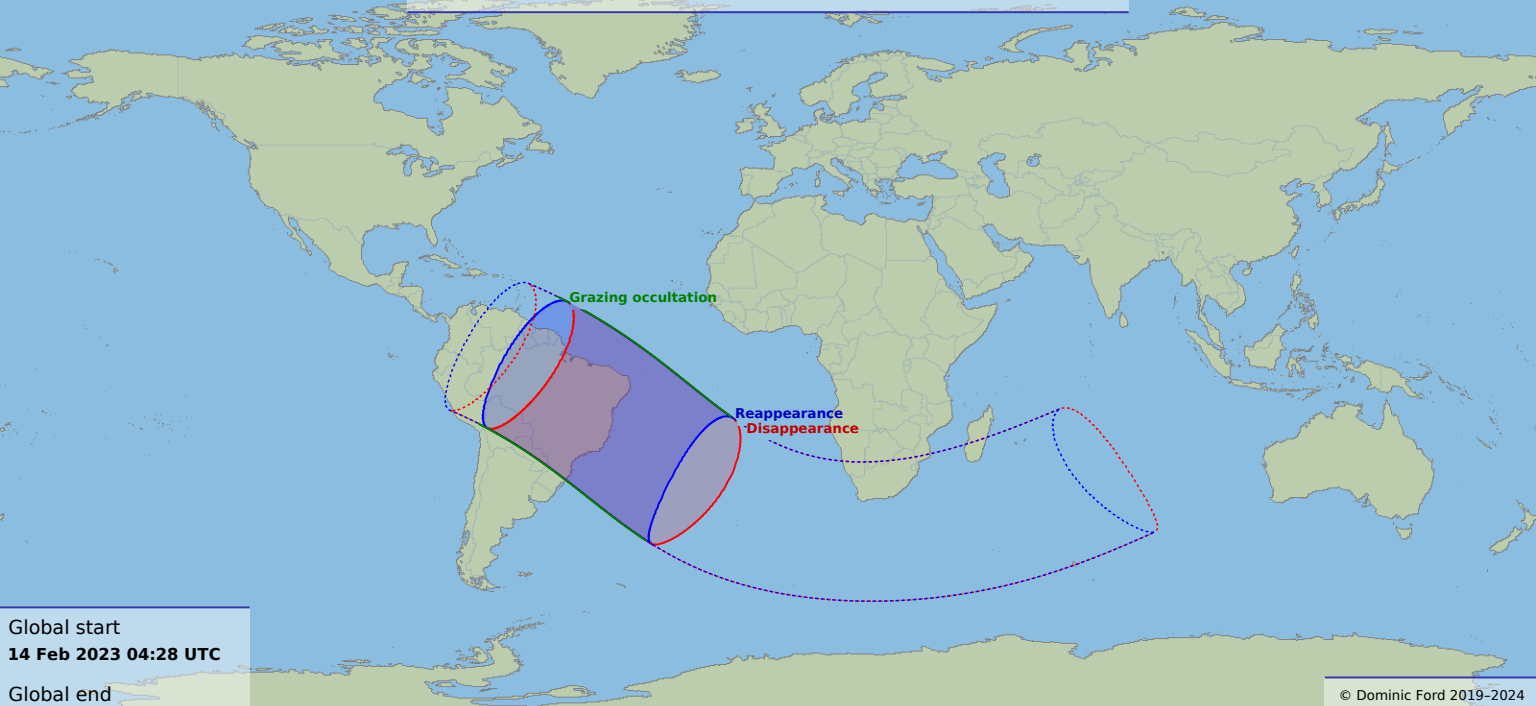 Grazing occultation
Reappearance
Disappearance
Global start
14 Feb 2023 04:28 UTC
Global end
© Dominic Ford 2019–2024